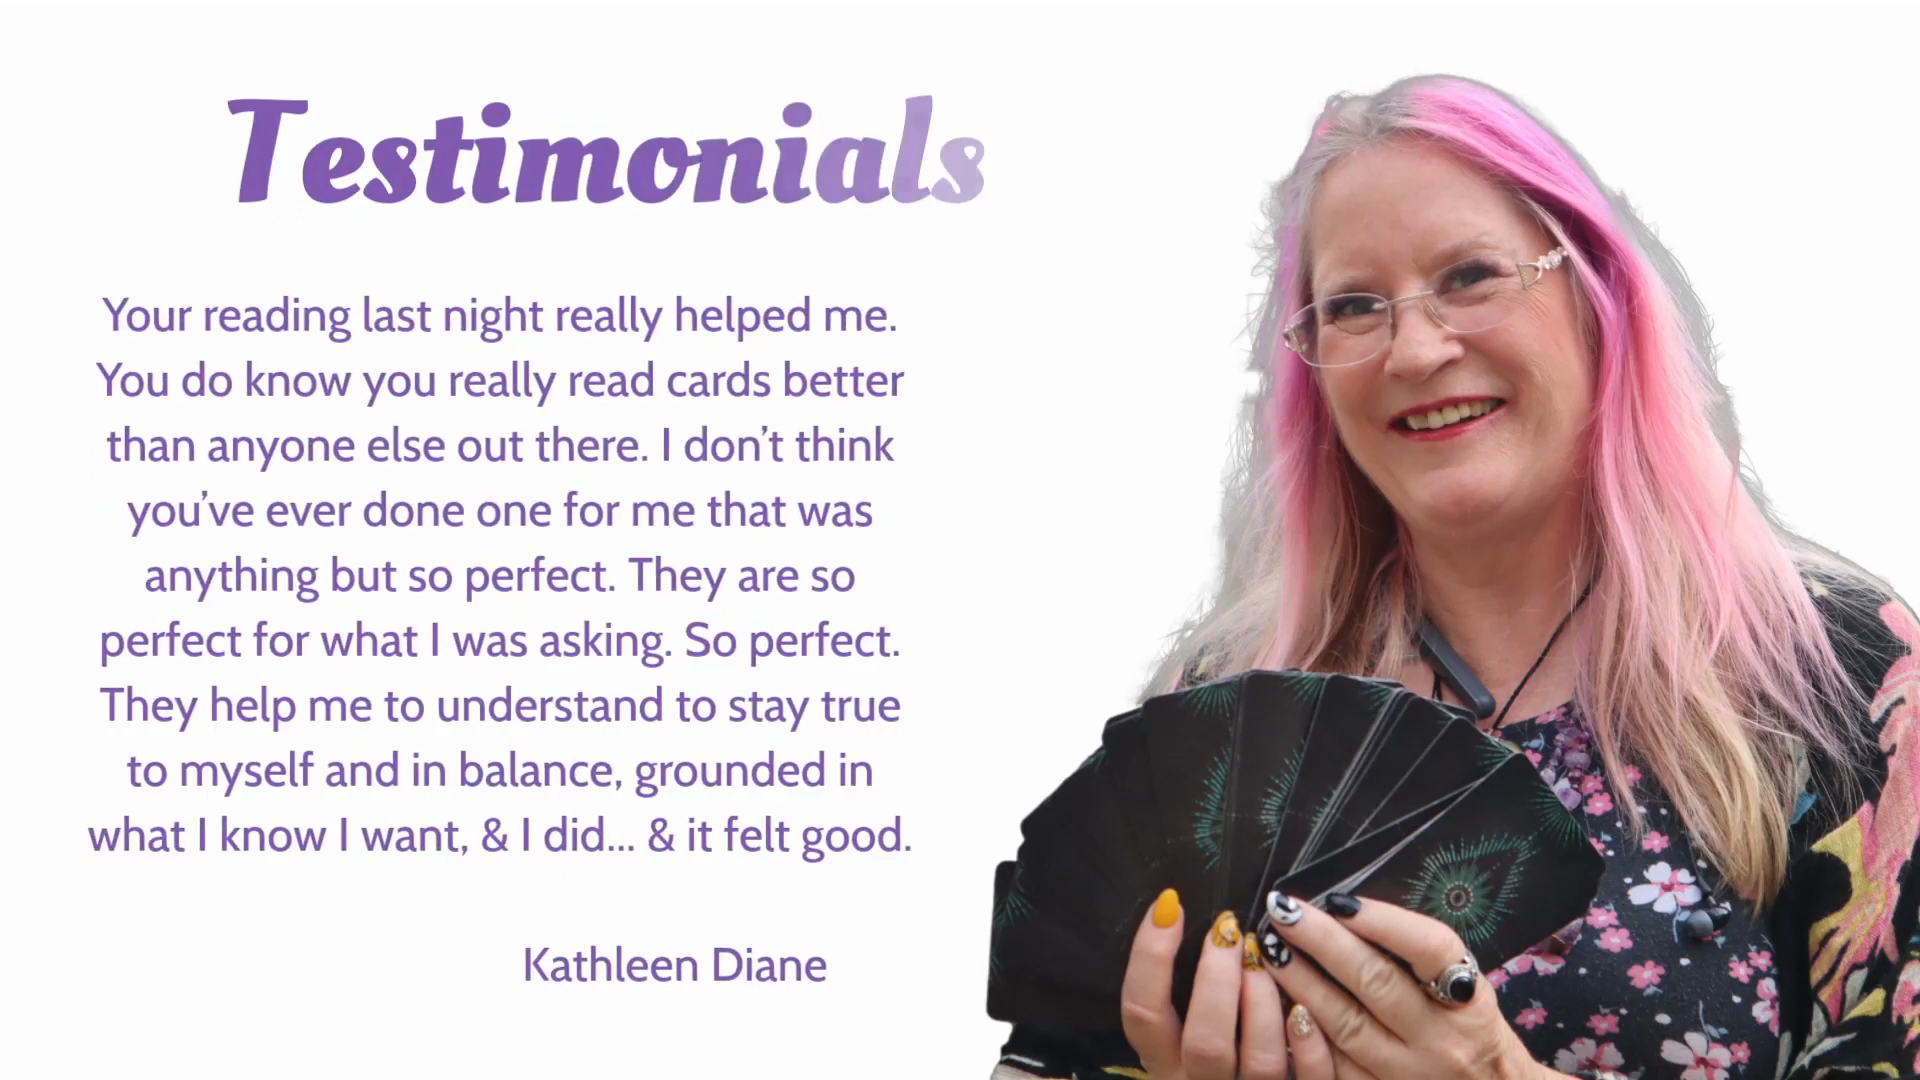 Testimonials
Your reading last night really helped me.
You do know you really read cards better
than anyone else out there. I don’t think
you’ve ever done one for me that was
anything but so perfect. They are so
perfect for what I was asking. So perfect.
They help me to understand to stay true
to myself and in balance, grounded in
what I know I want, & I did... & it felt good.
Kathleen Diane